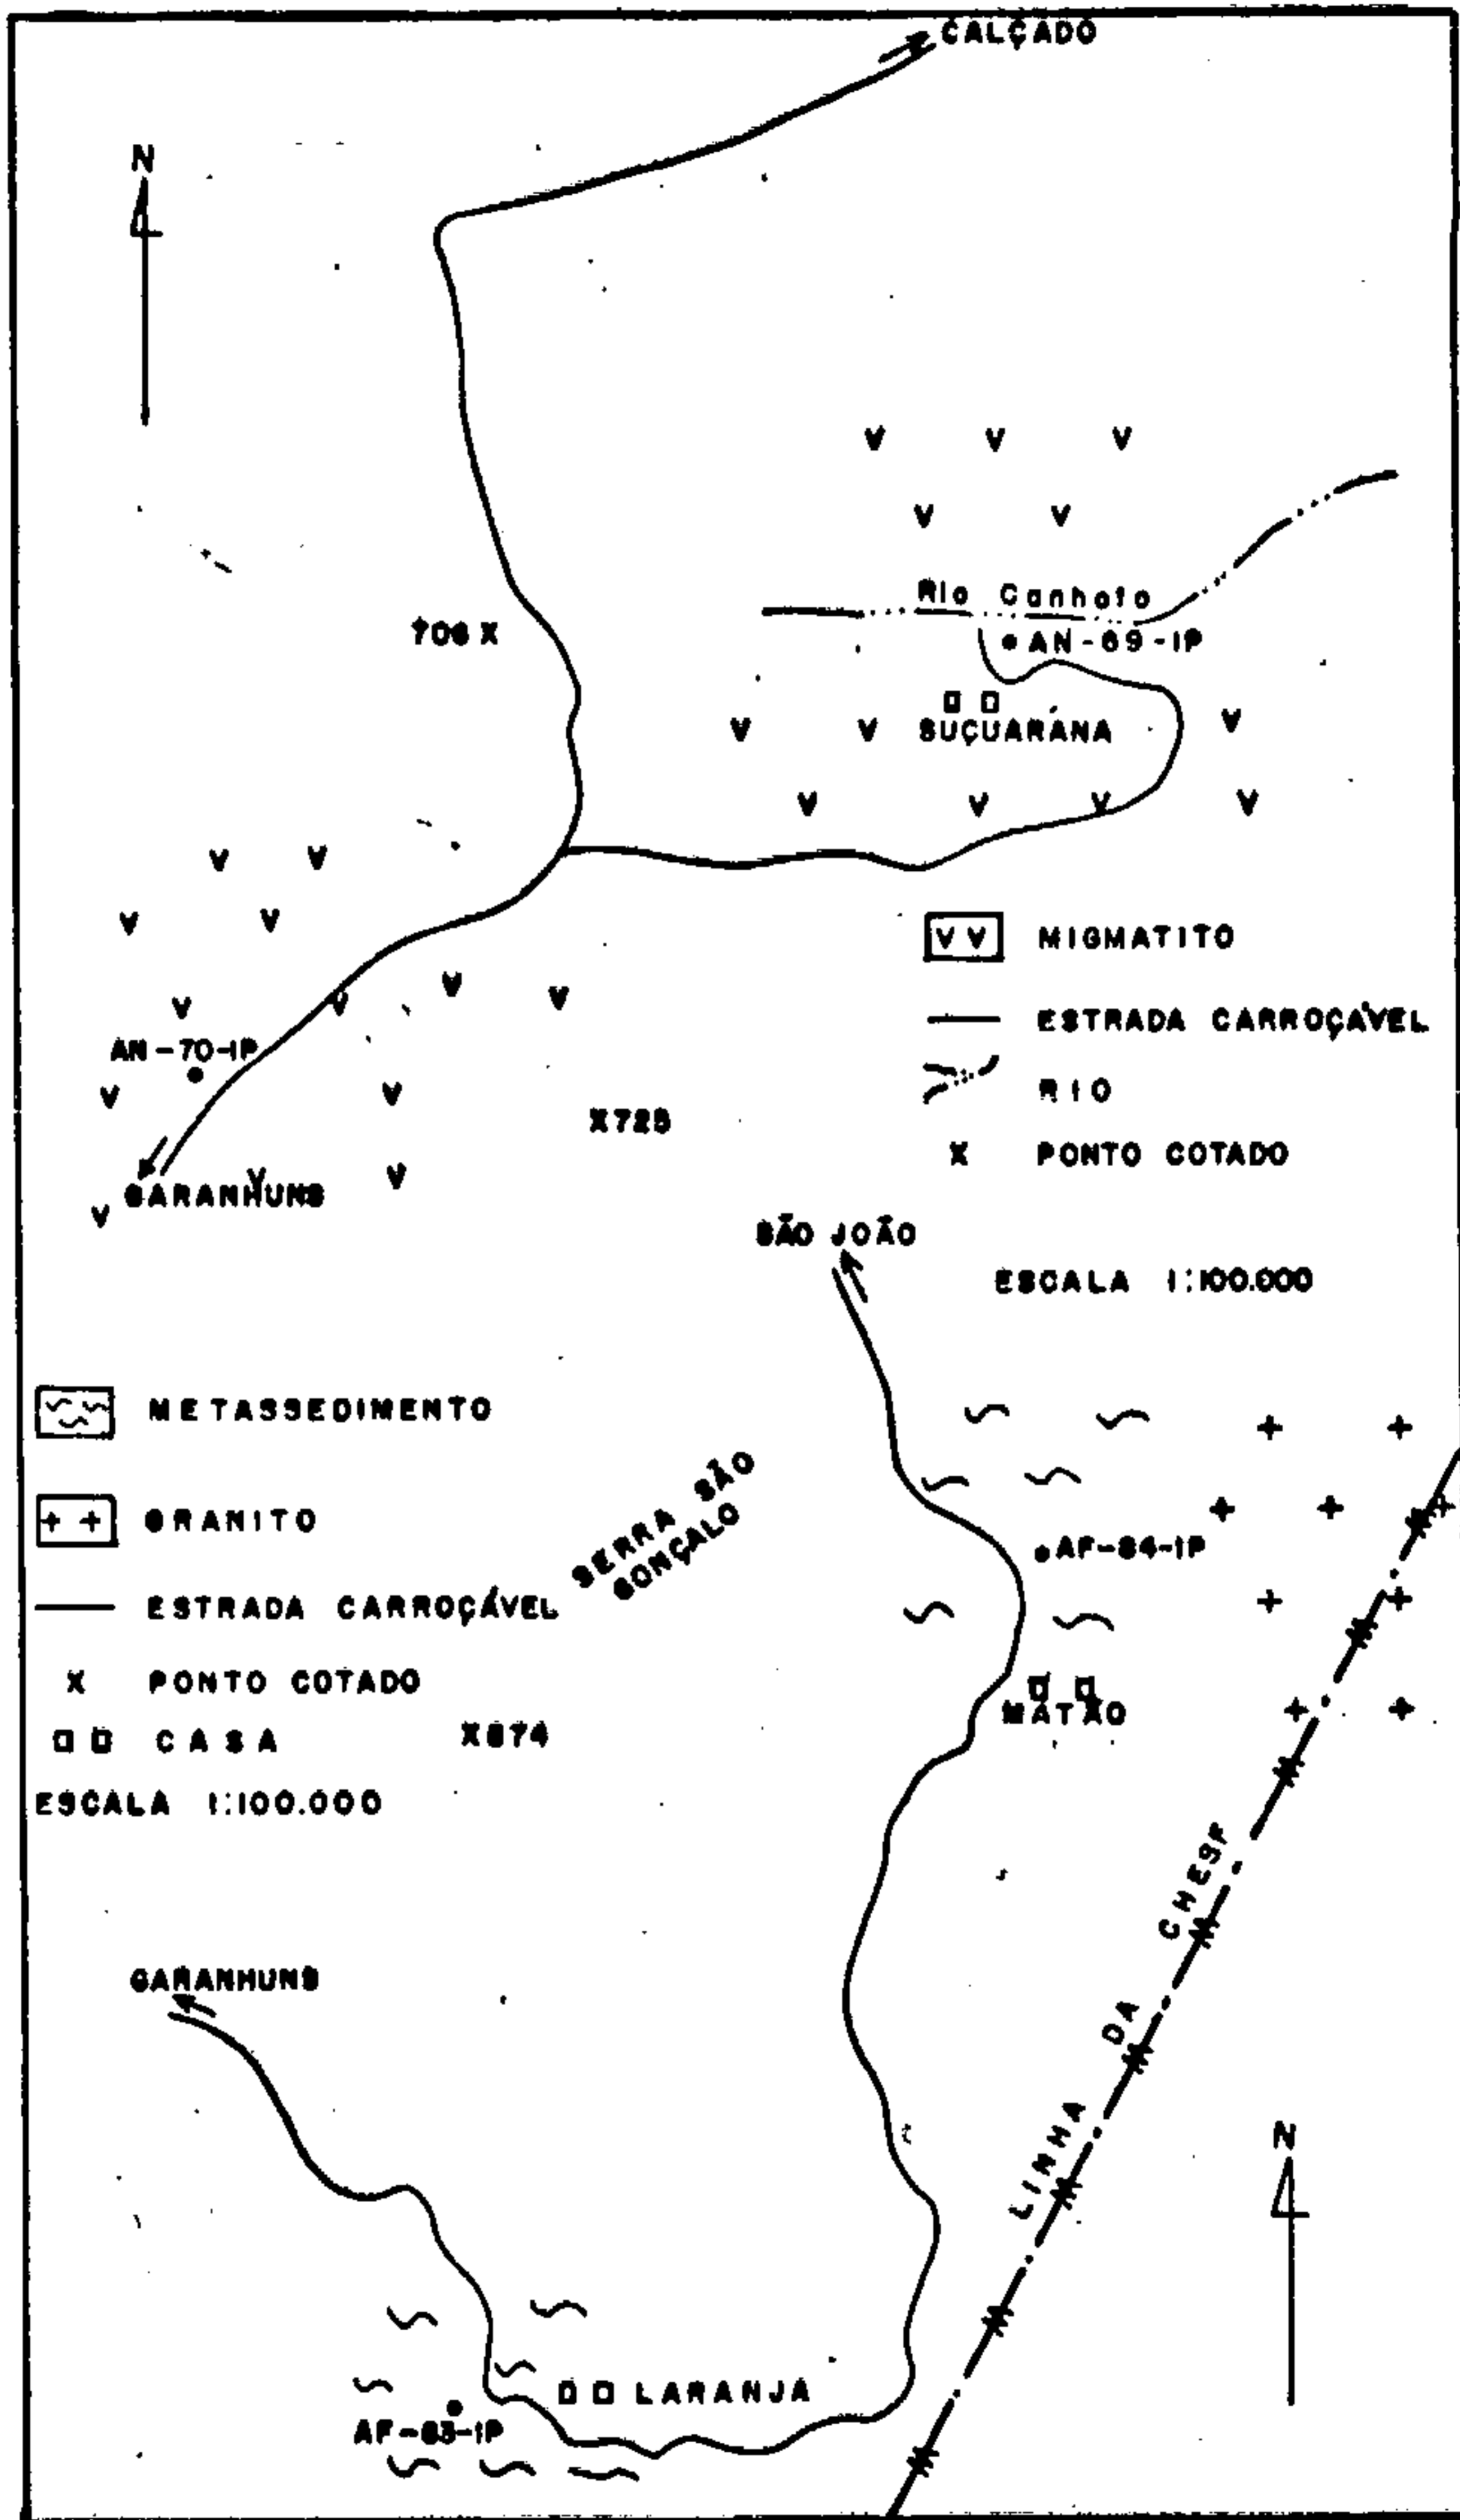 CALÇADO
N
Rio Canhoto
706 X
AN-69-IP
SUÇUARANA
V V MIGMATITO
ESTRADA CARROÇÁVEL
AN-70-IP
RIO
X725
X PONTO COTADO
GARANHUNS
SÃO JOÃO
ESCALA 1:100.000
METASSEDIMENTO
+ + GRANITO
SERRA SÃO
GONÇALO
AF-84-IP
ESTRADA CARROÇÁVEL
X PONTO COTADO
MATÃO
CASA
X874
ESCALA 1:100.000
LINHA DA CHESF
GARANHUNS
N
LARANJA